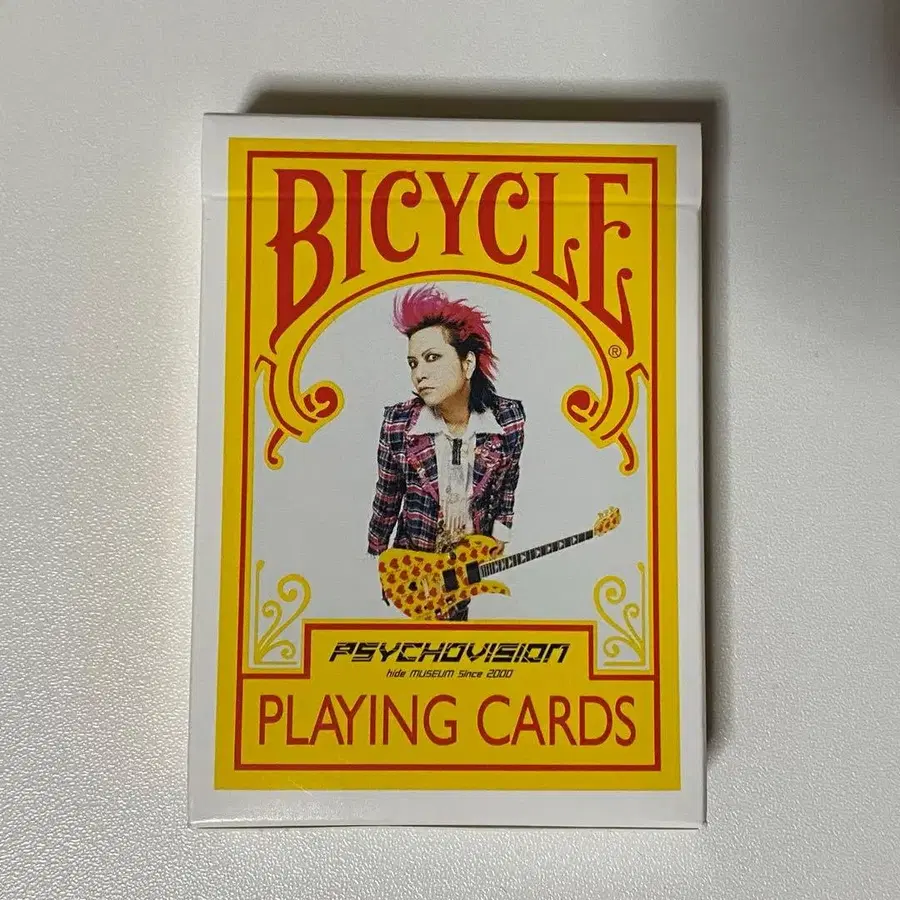 BICYCLE
®
PSYCHOVISION
hide MUSEUM Since 2000
PLAYING CARDS